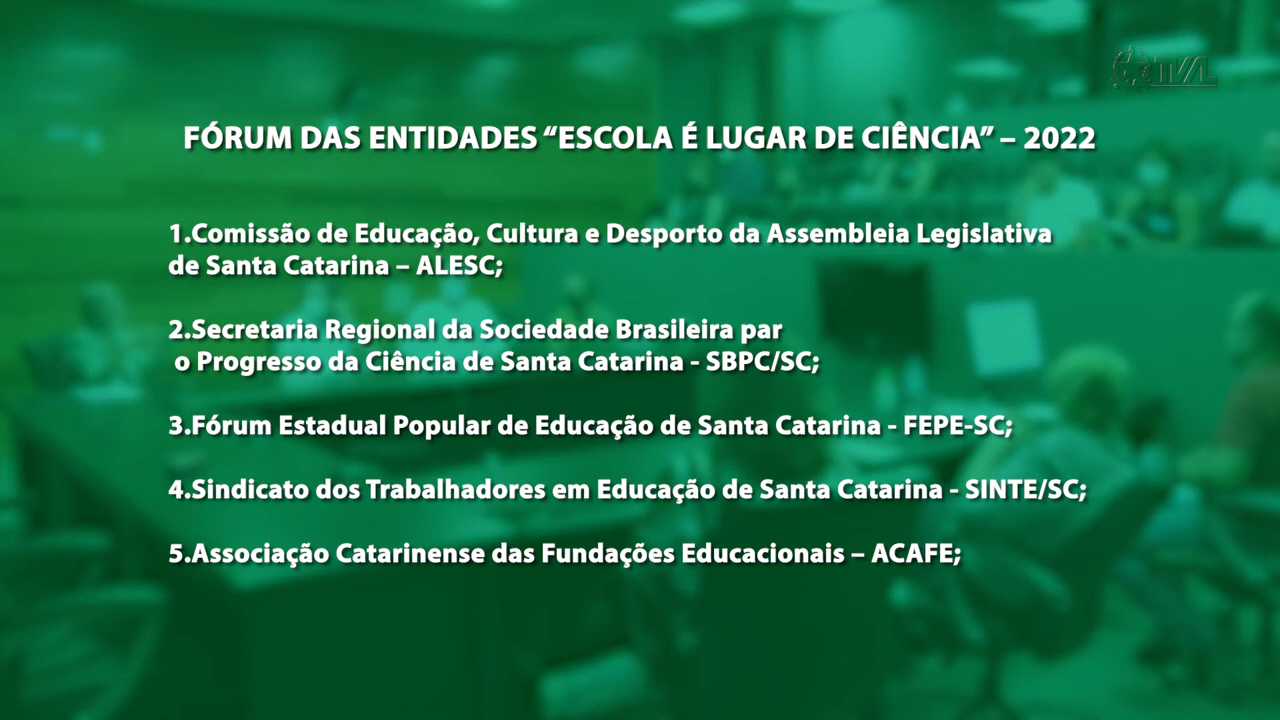 TVAL
FÓRUM DAS ENTIDADES “ESCOLA É LUGAR DE CIÊNCIA” – 2022
1.Comissão de Educação, Cultura e Desporto da Assembleia Legislativa
de Santa Catarina – ALESC;
2.Secretaria Regional da Sociedade Brasileira par
o Progresso da Ciência de Santa Catarina - SBPC/SC;
3.Fórum Estadual Popular de Educação de Santa Catarina - FEPE-SC;
4.Sindicato dos Trabalhadores em Educação de Santa Catarina - SINTE/SC;
5.Associação Catarinense das Fundações Educacionais – ACAFE;